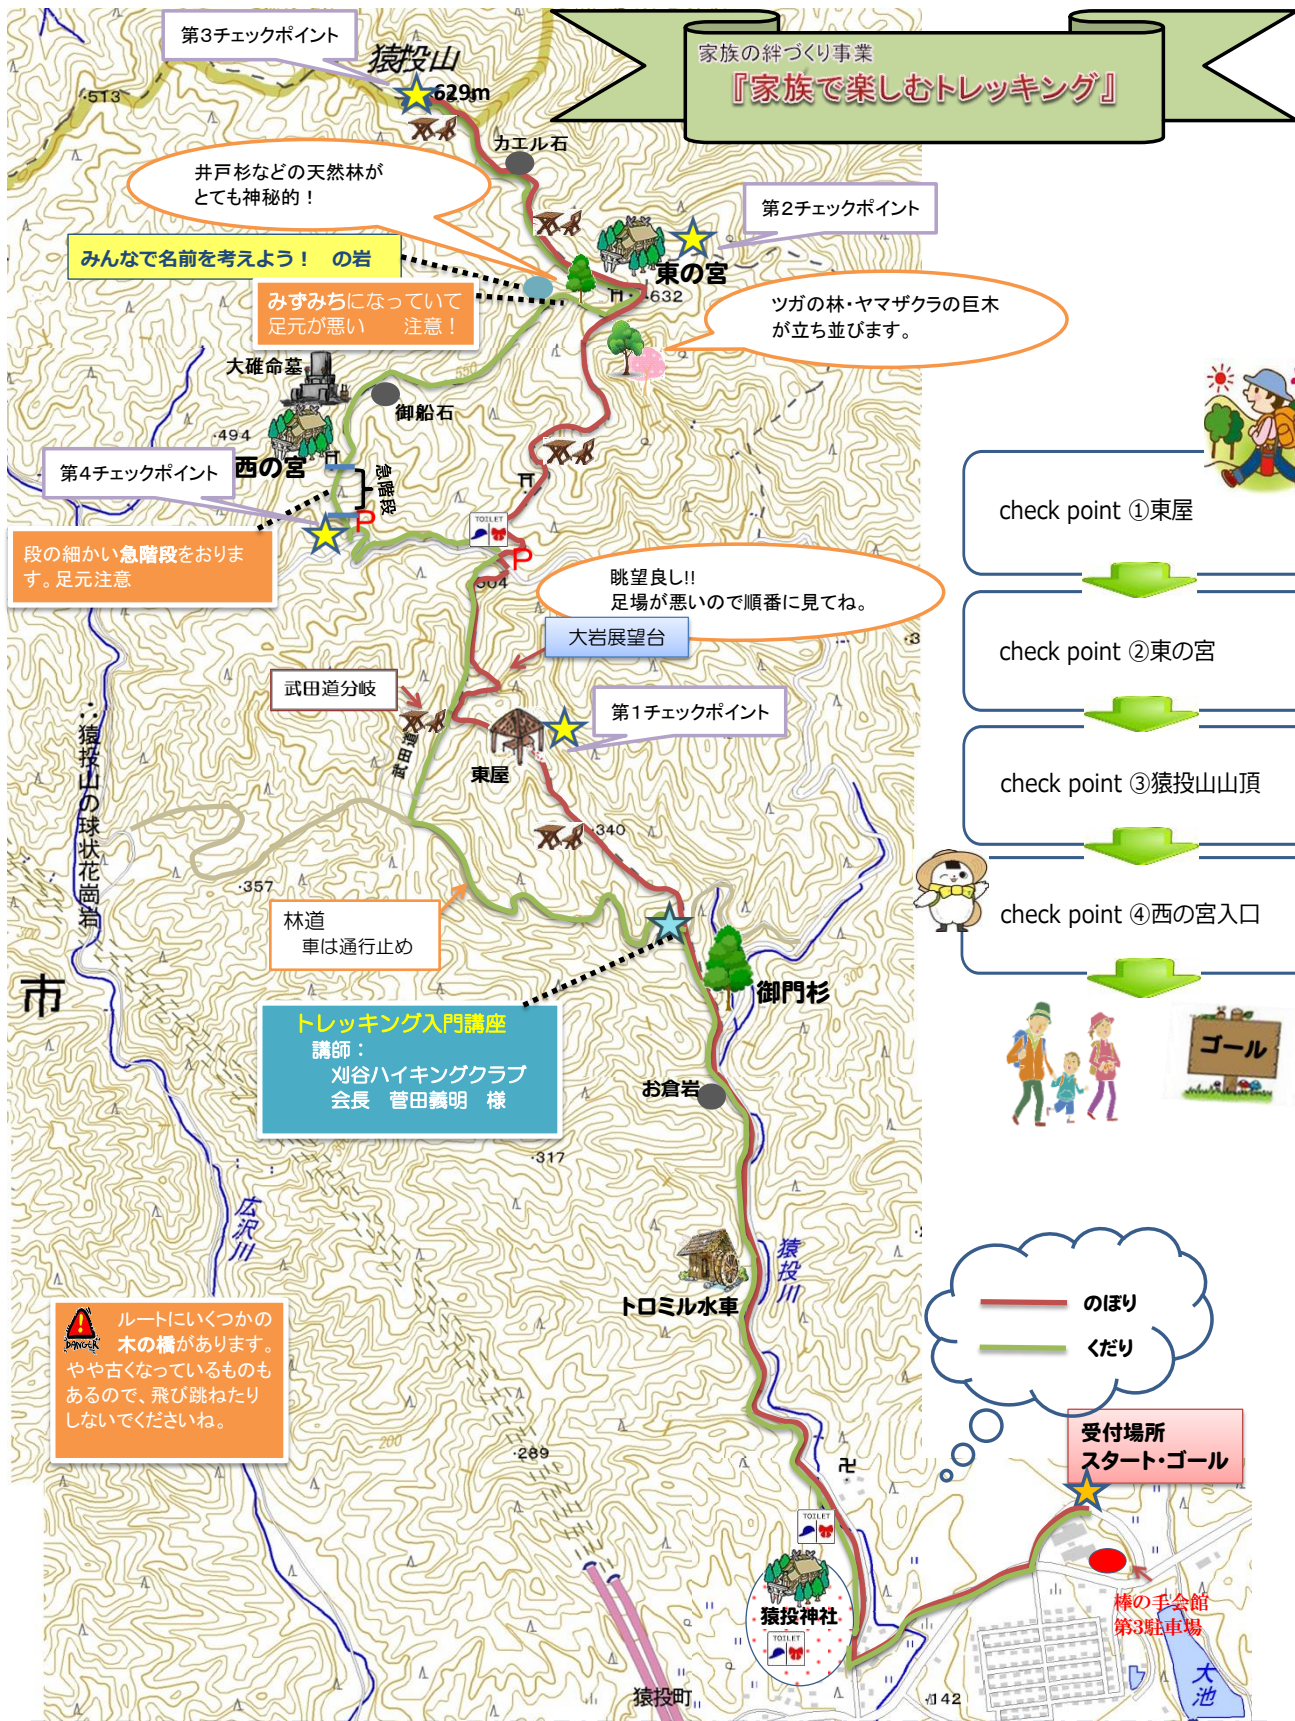 家族の絆づくり事業
『家族で楽しむトレッキング』
第3チェックポイント
猿投山
629m
・513
カエル石
井戸杉などの天然林が
とても神秘的！
第2チェックポイント
みんなで名前を考えよう！　の岩
東の宮
・632
みずみちになっていて
足元が悪い　　注意！
ツガの林・ヤマザクラの巨木
が立ち並びます。
大碓命墓
550
御船石
・494
西の宮
第4チェックポイント
急階段
P
TOILET
P
段の細かい急階段をおりま
す。足元注意
504
眺望良し!!
足場が悪いので順番に見てね。
大岩展望台
武田道分岐
第1チェックポイント
武田道
東屋
∴猿投山の球状花崗岩
・340
・357
林道
車は通行止め
300
市
御門杉
トレッキング入門講座
講師：
刈谷ハイキングクラブ
会長　菅田義明　様
お倉岩
・317
広沢川
猿投川
トロミル水車
DANGER
ルートにいくつかの
木の橋があります。
やや古くなっているものも
あるので、飛び跳ねたり
しないでくださいね。
200
・289
卍
TOILET
猿投神社
TOILET
猿投町
・142
check point ①東屋
check point ②東の宮
check point ③猿投山山頂
check point ④西の宮入口
ゴール
のぼり
くだり
受付場所
スタート・ゴール
棒の手会館
第3駐車場
大池